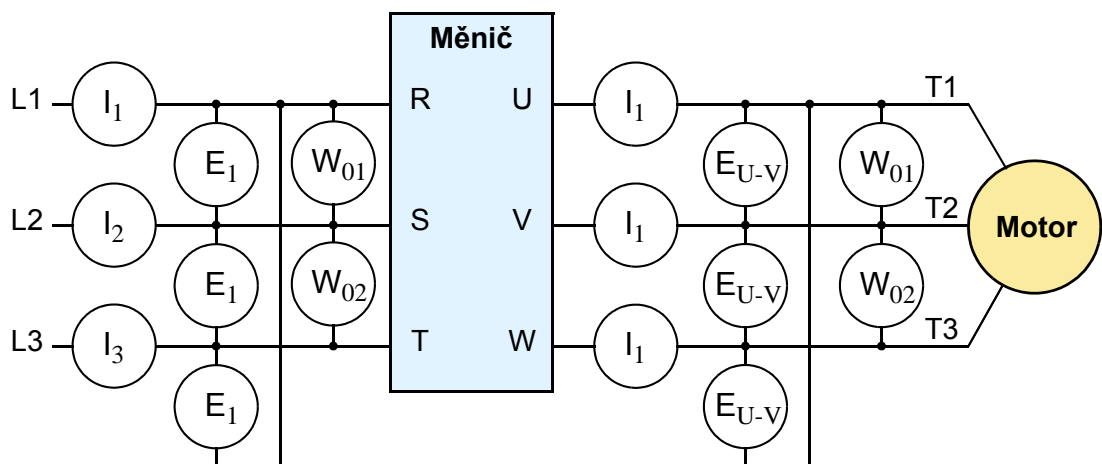 Měnič
L1 I1 R U I1 T1
E1 W01 EU-V W01
L2 I2 S V I1 T2 Motor
E1 W02 EU-V W02
L3 I3 T W I1 T3
E1 EU-V